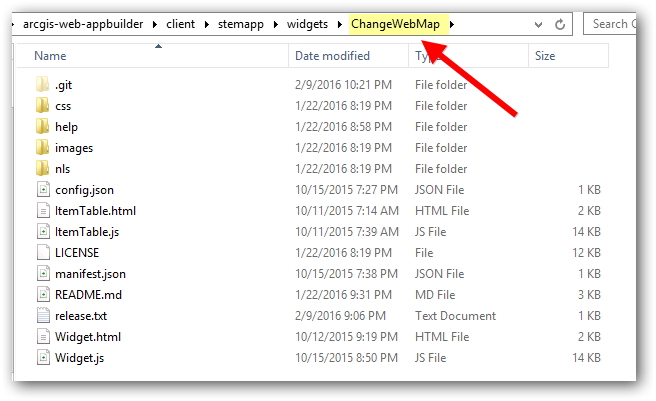 arcgis-web-appbuilder client stemapp widgets ChangeWebMap Search C
Name Date modified Type Size
.git 2/9/2016 10:21 PM File folder
css 1/22/2016 8:19 PM File folder
help 1/22/2016 8:58 PM File folder
images 1/22/2016 8:19 PM File folder
nls 1/22/2016 8:19 PM File folder
config.json 10/15/2015 7:27 PM JSON File 1 KB
ItemTable.html 10/11/2015 7:14 AM HTML File 2 KB
ItemTable.js 10/11/2015 7:39 AM JS File 14 KB
LICENSE 1/22/2016 8:19 PM File 12 KB
manifest.json 10/15/2015 7:38 PM JSON File 1 KB
README.md 1/22/2016 9:31 PM MD File 3 KB
release.txt 2/9/2016 9:06 PM Text Document 1 KB
Widget.html 10/12/2015 9:19 PM HTML File 2 KB
Widget.js 10/15/2015 8:50 PM JS File 14 KB